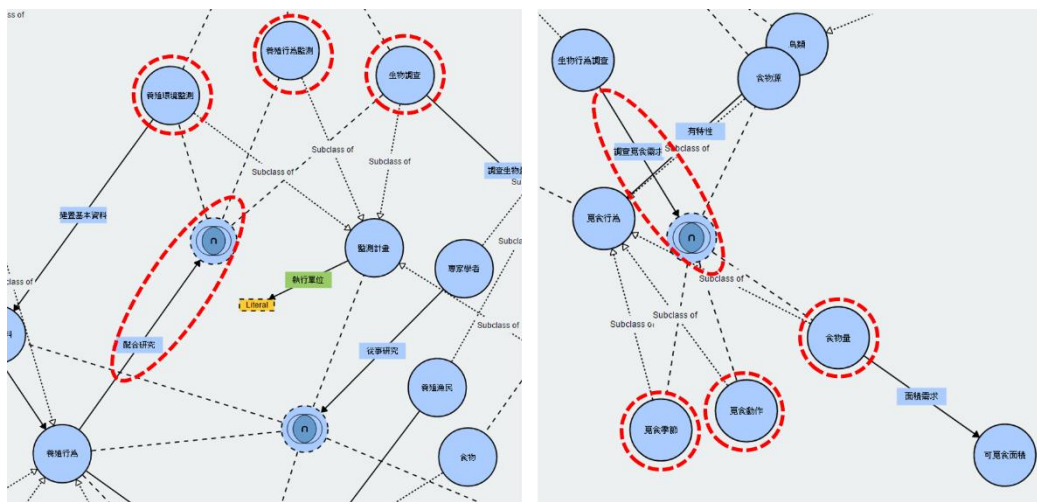 ass of
養殖行為監測
生物調查
養殖環境監測
Subclass of
Subclass of
Subclass of
調查生物
Su
建置基本資料
∩
監測計畫
專家學者
執行單位
Literal
料
配合研究
從事研究
Subclass of
養殖漁民
∩
養殖行為
食物
鳥類
生物行為調查
食物源
有特性
調查覓食需求
Subclass of
覓食行為
∩
Subclass of
Subclass of
Subclass of
食物量
面積需求
覓食動作
覓食季節
可覓食面積